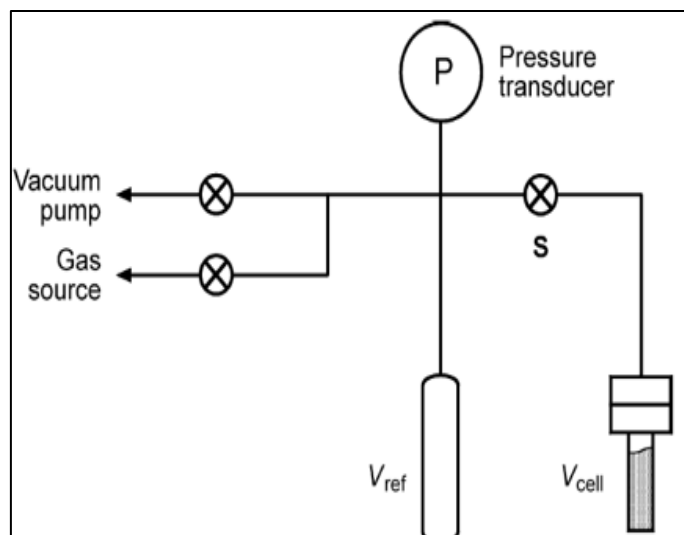 P
Pressure
transducer
Vacuum
pump
S
Gas
source
Vref
Vcell